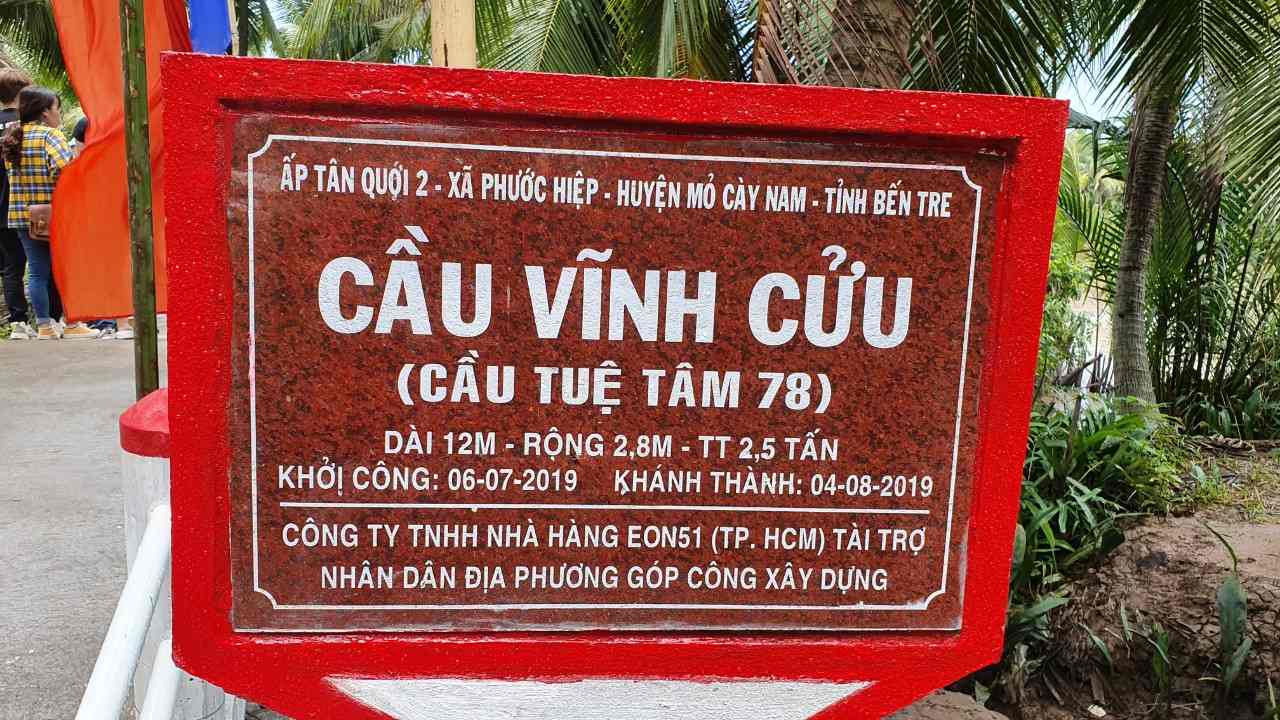 ẤP TÂN QUỚI 2 - XÃ PHƯỚC HIỆP - HUYỆN MỎ CÀY NAM - TỈNH BẾN TRE
CẦU VĨNH CỬU
(CẦU TUỆ TÂM 78)
DÀI 12M - RỘNG 2,8M - TT 2,5 TẤN
KHỞI CÔNG: 06-07-2019 KHÁNH THÀNH: 04-08-2019
CÔNG TY TNHH NHÀ HÀNG EON51 (TP. HCM) TÀI TRỢ
NHÂN DÂN ĐỊA PHƯƠNG GÓP CÔNG XÂY DỰNG